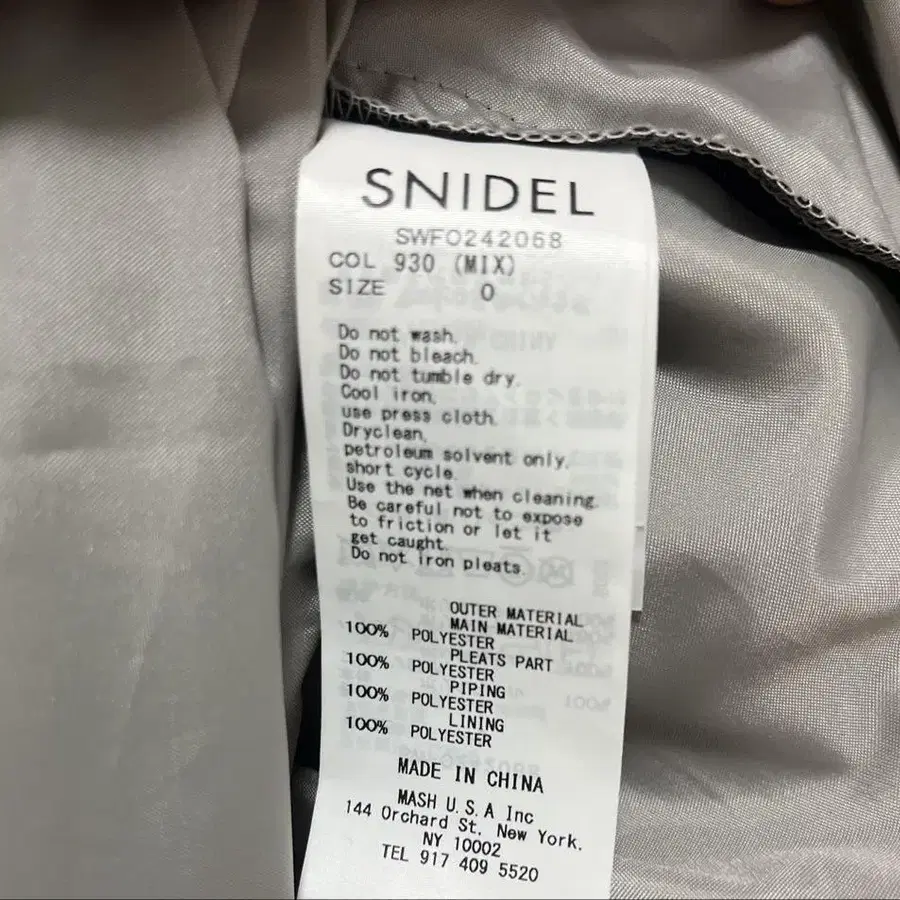 SNIDEL
SWFO242068
COL 930 (MIX)
SIZE 0
Do not wash.
Do not bleach.
Do not tumble dry.
Cool iron,
use press cloth.
Dryclean,
petroleum solvent only,
short cycle.
Use the net when cleaning.
Be careful not to expose
to friction or let it
get caught.
Do not iron pleats.
OUTER MATERIAL
MAIN MATERIAL
100% POLYESTER
PLEATS PART
100% POLYESTER
PIPING
100% POLYESTER
LINING
100% POLYESTER
MADE IN CHINA
MASH U.S.A Inc
144 Orchard St. New York.
NY 10002
TEL 917 409 5520